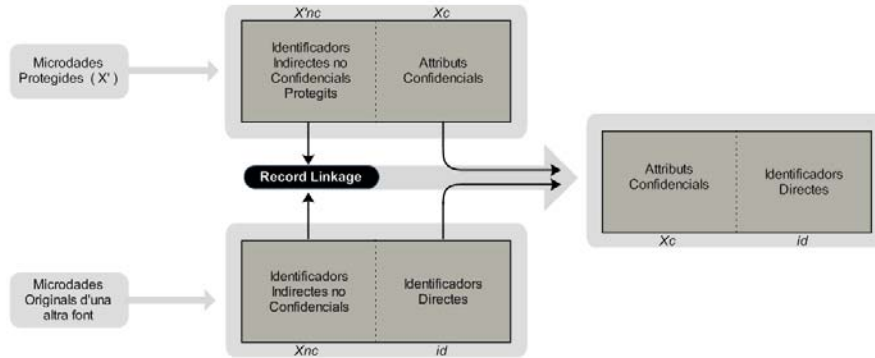 X'nc
Xc
Microdades
Protegides ( X' )
Identificadors
Indirectes no
Confidencials
Protegits
Attributs
Confidencials
Record Linkage
Attributs
Confidencials
Identificadors
Directes
Xc
id
Microdades
Originals d'una
altra font
Identificadors
Indirectes no
Confidencials
Identificadors
Directes
Xnc
id